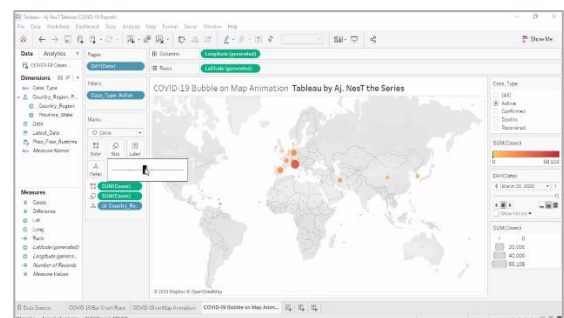 Tableau - Aj NesT Tableau COVID-19 Reports
File Data Worksheet Dashboard Story Analysis Map Format Server Window Help
Show Me
Data Analytics
Pages
Columns Longitude (generated)
COVID-19 Cases
DAY(Date)
Rows Latitude (generated)
Dimensions
Filters
Case_Type: Active
COVID-19 Bubble on Map Animation Tableau by Aj. NesT the Series
Case_Type
Country_Region, P...
Country_Region
Province_State
Date
Latest_Date
Prep_Flow_Runtime
Measure Names
Marks
Circle
Color Size Label
Detail
SUM(Cases)
SUM(Cases)
Country_Re..
Measures
Cases
Difference
Lat
Long
Rank
Latitude (generated)
Longitude (genera..
Number of Records
Measure Values
Case_Type
(All)
Active
Confirmed
Deaths
Recovered
SUM(Cases)
0 58,108
DAY(Date)
March 20, 2020
Show history
SUM(Cases)
0
20,000
40,000
58,108
© 2020 Mapbox © OpenStreetMap
Data Source COVID-19 Bar Chart Race COVID-19 on Map Animation COVID-19 Bubble on Map Anim...